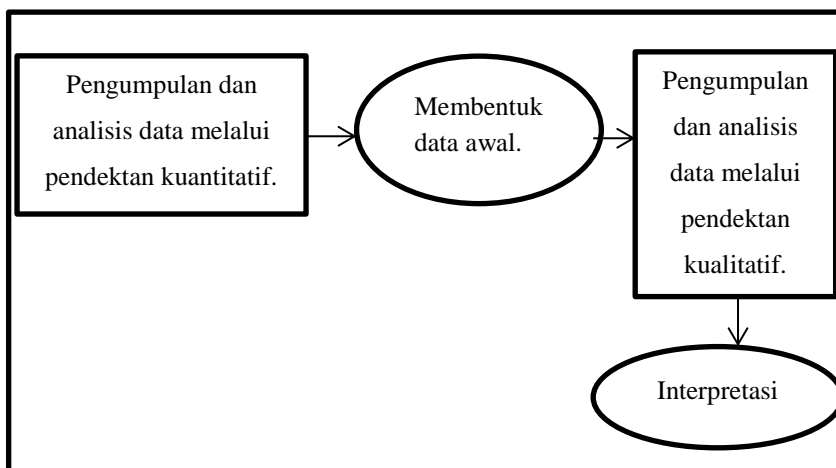 Pengumpulan dan
analisis data melalui
pendektan kuantitatif.
Membentuk
data awal.
Pengumpulan
dan analisis
data melalui
pendektan
kualitatif.
Interpretasi